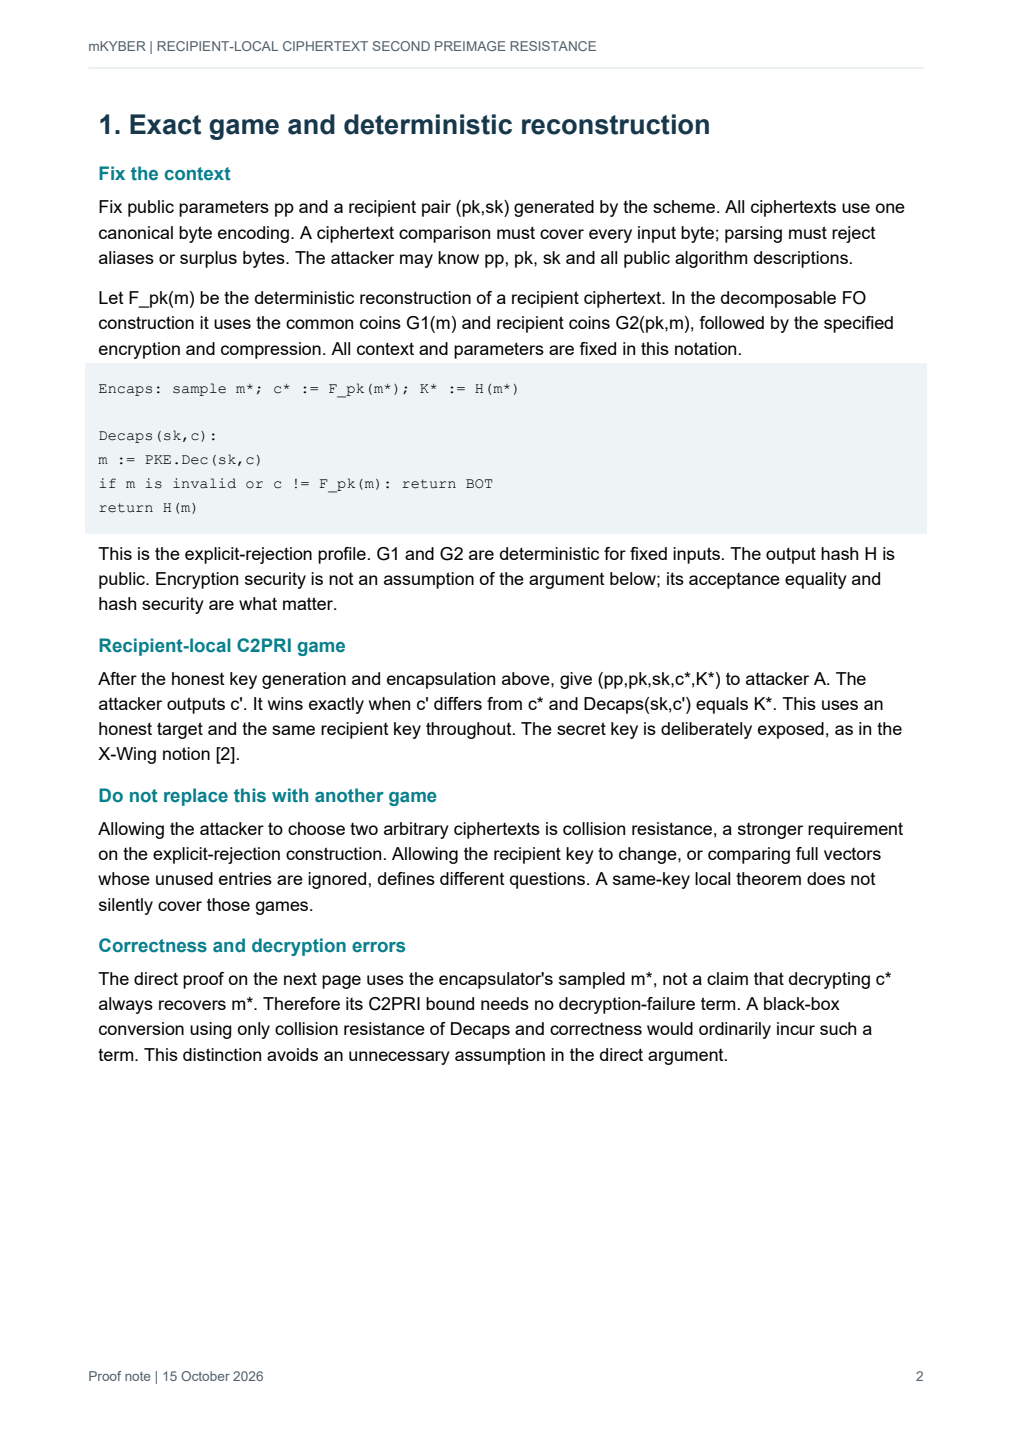 mKYBER | RECIPIENT-LOCAL CIPHERTEXT SECOND PREIMAGE RESISTANCE
1. Exact game and deterministic reconstruction
Fix the context
Fix public parameters pp and a recipient pair (pk,sk) generated by the scheme. All ciphertexts use one
canonical byte encoding. A ciphertext comparison must cover every input byte; parsing must reject
aliases or surplus bytes. The attacker may know pp, pk, sk and all public algorithm descriptions.
Let F_pk(m) be the deterministic reconstruction of a recipient ciphertext. In the decomposable FO
construction it uses the common coins G1(m) and recipient coins G2(pk,m), followed by the specified
encryption and compression. All context and parameters are fixed in this notation.
Encaps: sample m*; c* := F_pk(m*); K* := H(m*)
Decaps(sk,c):
m := PKE.Dec(sk,c)
if m is invalid or c != F_pk(m): return BOT
return H(m)
This is the explicit-rejection profile. G1 and G2 are deterministic for fixed inputs. The output hash H is
public. Encryption security is not an assumption of the argument below; its acceptance equality and
hash security are what matter.
Recipient-local C2PRI game
After the honest key generation and encapsulation above, give (pp,pk,sk,c*,K*) to attacker A. The
attacker outputs c'. It wins exactly when c' differs from c* and Decaps(sk,c') equals K*. This uses an
honest target and the same recipient key throughout. The secret key is deliberately exposed, as in the
X-Wing notion [2].
Do not replace this with another game
Allowing the attacker to choose two arbitrary ciphertexts is collision resistance, a stronger requirement
on the explicit-rejection construction. Allowing the recipient key to change, or comparing full vectors
whose unused entries are ignored, defines different questions. A same-key local theorem does not
silently cover those games.
Correctness and decryption errors
The direct proof on the next page uses the encapsulator's sampled m*, not a claim that decrypting c*
always recovers m*. Therefore its C2PRI bound needs no decryption-failure term. A black-box
conversion using only collision resistance of Decaps and correctness would ordinarily incur such a
term. This distinction avoids an unnecessary assumption in the direct argument.
Proof note | 15 October 2026
2